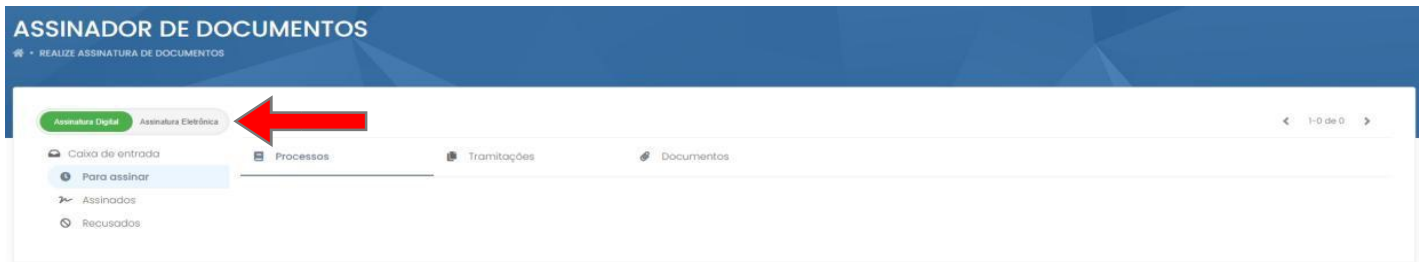 ASSINADOR DE DOCUMENTOS
• REALIZE ASSINATURA DE DOCUMENTOS
Assinatura Digital Assinatura Eletrônica
1-0 de 0
Caixa de entrada
Processos Tramitações Documentos
Para assinar
Assinados
Recusados